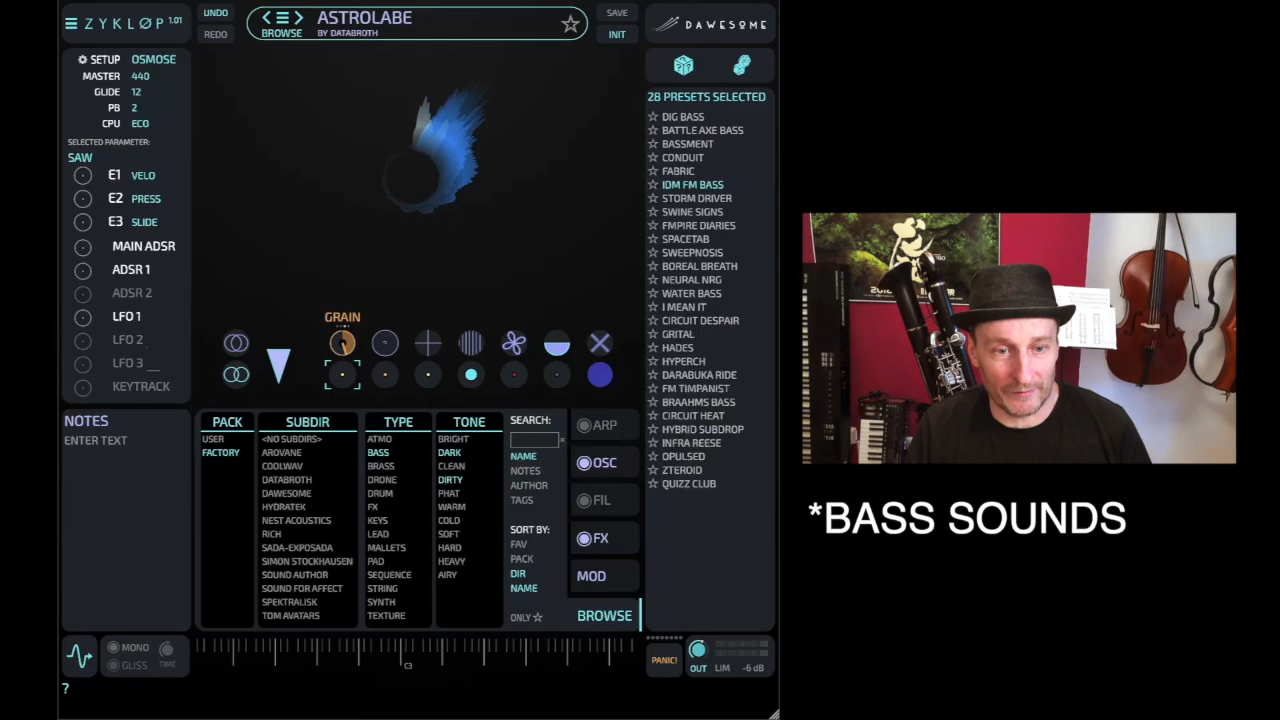 ZYKLØP 1.01
UNDO
REDO
BROWSE
ASTROLABE
BY DATABROTH
SAVE
INIT
DAWESOME
SETUP OSMOSE
MASTER 440
GLIDE 12
PB 2
CPU ECO
SELECTED PARAMETER:
SAW
E1 VELO
E2 PRESS
E3 SLIDE
MAIN ADSR
ADSR 1
ADSR 2
LFO 1
LFO 2
LFO 3
KEYTRACK
GRAIN
28 PRESETS SELECTED
DIG BASS
BATTLE AXE BASS
BASSMENT
CONDUIT
FABRIC
IDM FM BASS
STORM DRIVER
SWINE SIGNS
FMPIRE DIARIES
SPACETAB
SWEEPNOSIS
BOREAL BREATH
NEURAL NRG
WATER BASS
I MEAN IT
CIRCUIT DESPAIR
GRITAL
HADES
HYPERCH
DARABUKA RIDE
FM TIMPANIST
BRAAHMS BASS
CIRCUIT HEAT
HYBRID SUBDROP
INFRA REESE
OPULSED
ZTEROID
QUIZZ CLUB
NOTES
ENTER TEXT
PACK
USER
FACTORY
SUBDIR
<NO SUBDIRS>
AROVANE
COOLWAV
DATABROTH
DAWESOME
HYDRATEK
NEST ACOUSTICS
RICH
SADA-EXPOSADA
SIMON STOCKHAUSEN
SOUND AUTHOR
SOUND FOR AFFECT
SPEKTRALISK
TOM AVATARS
TYPE
ATMO
BASS
BRASS
DRONE
DRUM
FX
KEYS
LEAD
MALLETS
PAD
SEQUENCE
STRING
SYNTH
TEXTURE
TONE
BRIGHT
DARK
CLEAN
DIRTY
PHAT
WARM
COLD
SOFT
HARD
HEAVY
AIRY
SEARCH:
NAME
NOTES
AUTHOR
TAGS
SORT BY:
FAV
PACK
DIR
NAME
ONLY
ARP
OSC
FIL
FX
MOD
BROWSE
MONO
GLISS
TIME
C3
PANIC!
OUT LIM -6 dB
?
*BASS SOUNDS